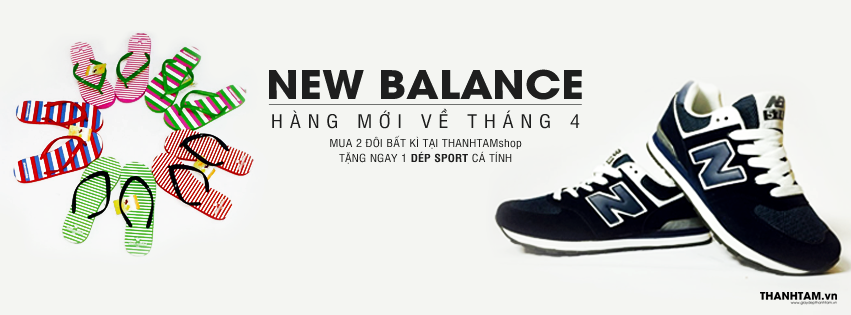 NEW BALANCE
HÀNG MỚI VỀ THÁNG 4
MUA 2 ĐÔI BẤT KÌ TẠI THANHTAMshop
TẶNG NGAY 1 DÉP SPORT CÁ TÍNH
N
N
THANHTAM.vn